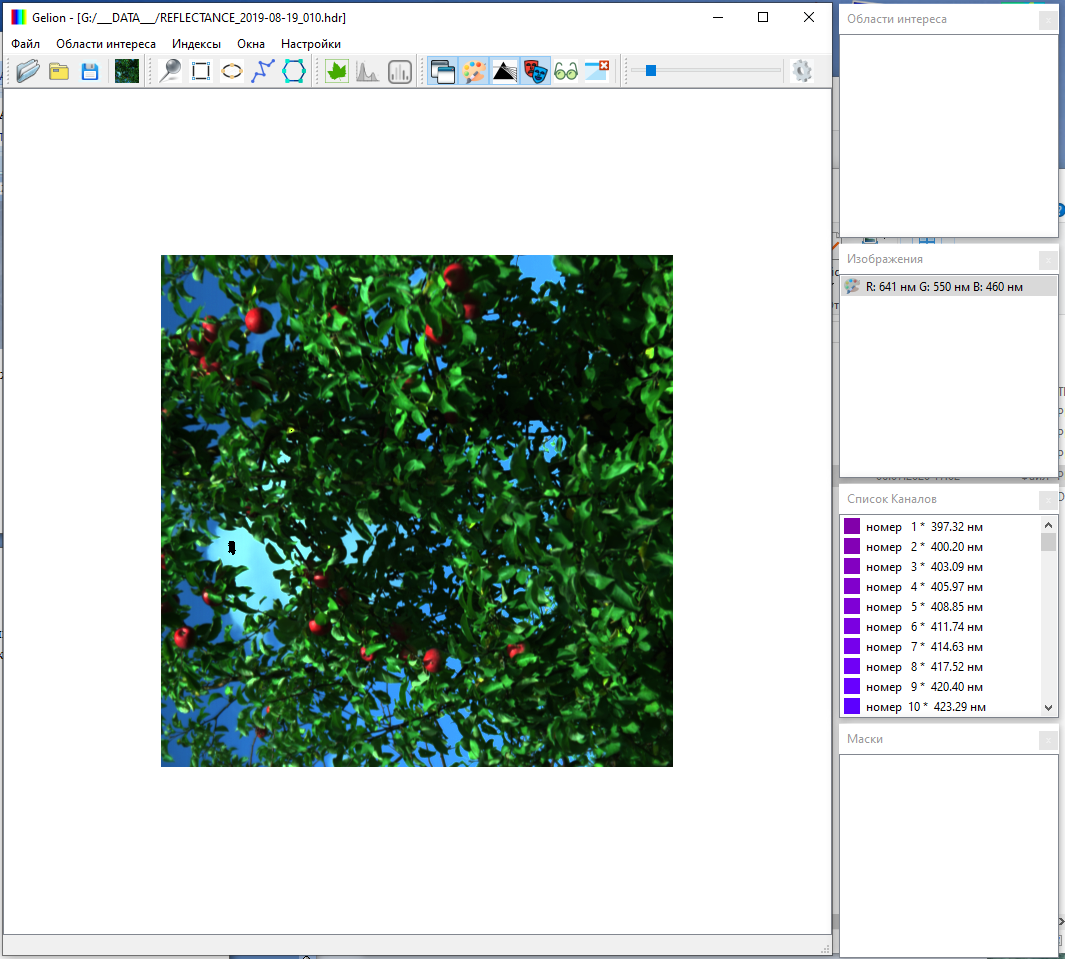 Gelion - [G:/___DATA___/REFLECTANCE_2019-08-19_010.hdr]
Файл Области интереса Индексы Окна Настройки
Области интереса
Изображения
R: 641 нм G: 550 нм B: 460 нм
Список Каналов
номер 1 * 397.32 нм
номер 2 * 400.20 нм
номер 3 * 403.09 нм
номер 4 * 405.97 нм
номер 5 * 408.85 нм
номер 6 * 411.74 нм
номер 7 * 414.63 нм
номер 8 * 417.52 нм
номер 9 * 420.40 нм
номер 10 * 423.29 нм
Маски